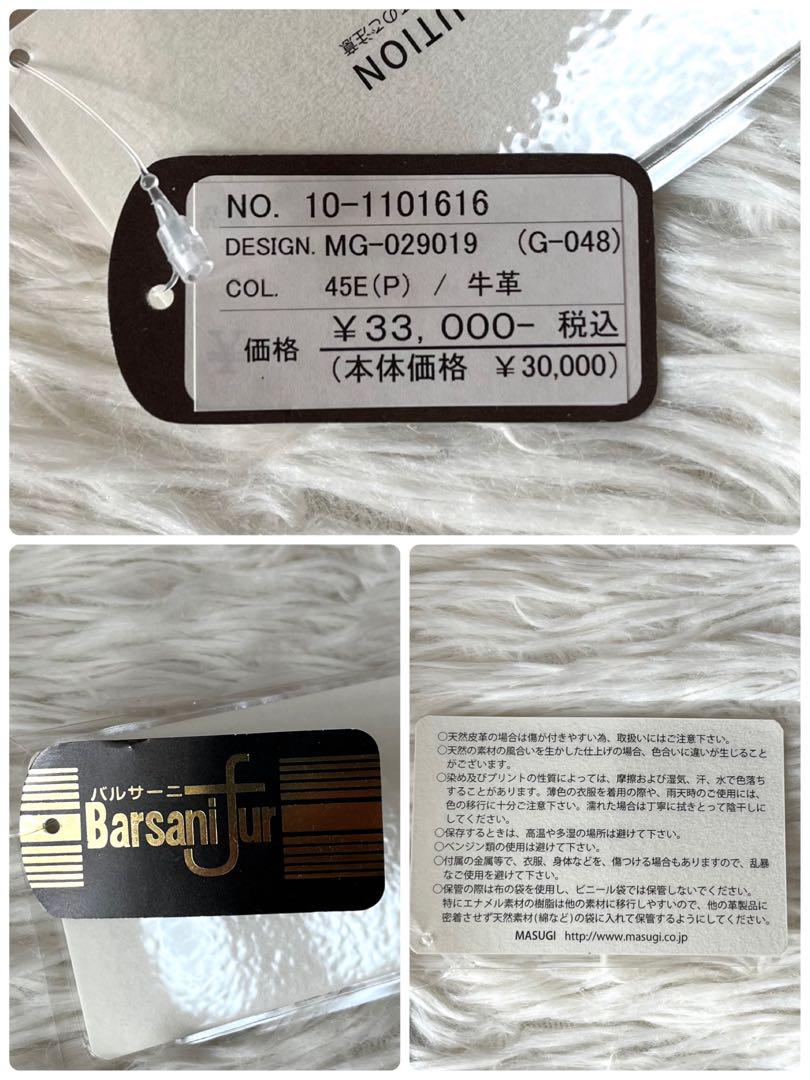 UTION
てのご注意
NO. 10-1101616
DESIGN. MG-029019 (G-048)
COL. 45E(P) / 牛革
価格 ￥33,000- 税込
(本体価格 ￥30,000)
バルサーニ
Barsani fur
○天然皮革の場合は傷が付きやすい為、取扱いにはご注意下さい。
○天然の素材の風合いを生かした仕上げの場合、色合いに違いが生じること
がございます。
○染め及びプリントの性質によっては、摩擦および湿気、汗、水で色落ち
することがあります。薄色の衣服を着用の際や、雨天時のご使用には、
色の移行に十分ご注意下さい。濡れた場合は丁寧に拭きとって陰干しに
してください。
○保存するときは、高温や多湿の場所は避けて下さい。
○ベンジン類の使用は避けて下さい。
○付属の金属等で、衣服、身体などを、傷つける場合もありますので、乱暴
なご使用を避けて下さい。
○保管の際は布の袋を使用し、ビニール袋では保管しないでください。
特にエナメル素材の樹脂は他の素材に移行しやすいので、他の革製品に
密着させず天然素材(綿など)の袋に入れて保管するようにしてください。
MASUGI http://www.masugi.co.jp